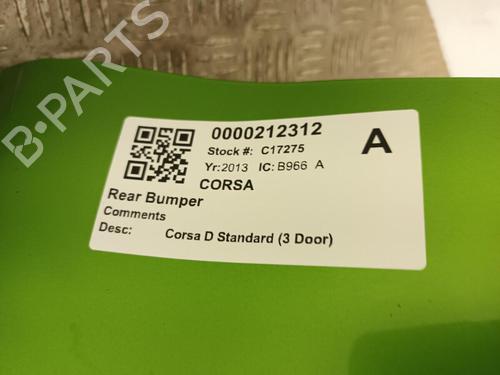 B-PARTS
0000212312
A
Stock #: C17275
Yr:2013 IC:B966 A
CORSA
Rear Bumper
Comments
Desc: Corsa D Standard (3 Door)